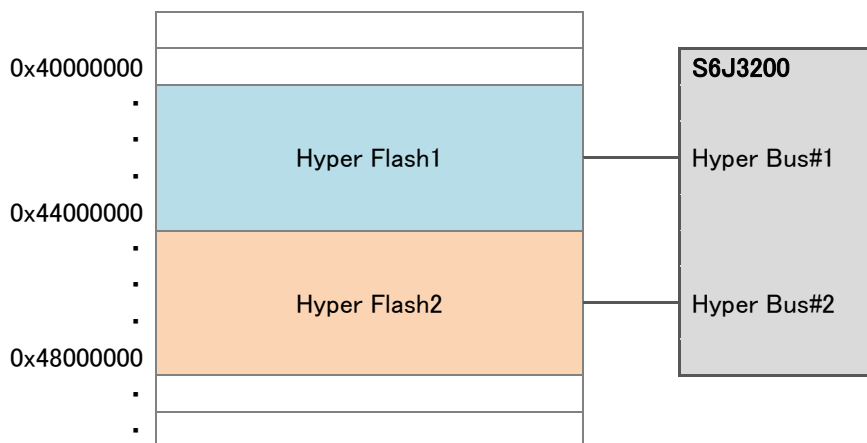 0x40000000
S6J3200
.
.
Hyper Flash1
Hyper Bus#1
.
0x44000000
.
.
Hyper Flash2
Hyper Bus#2
.
0x48000000
.
.